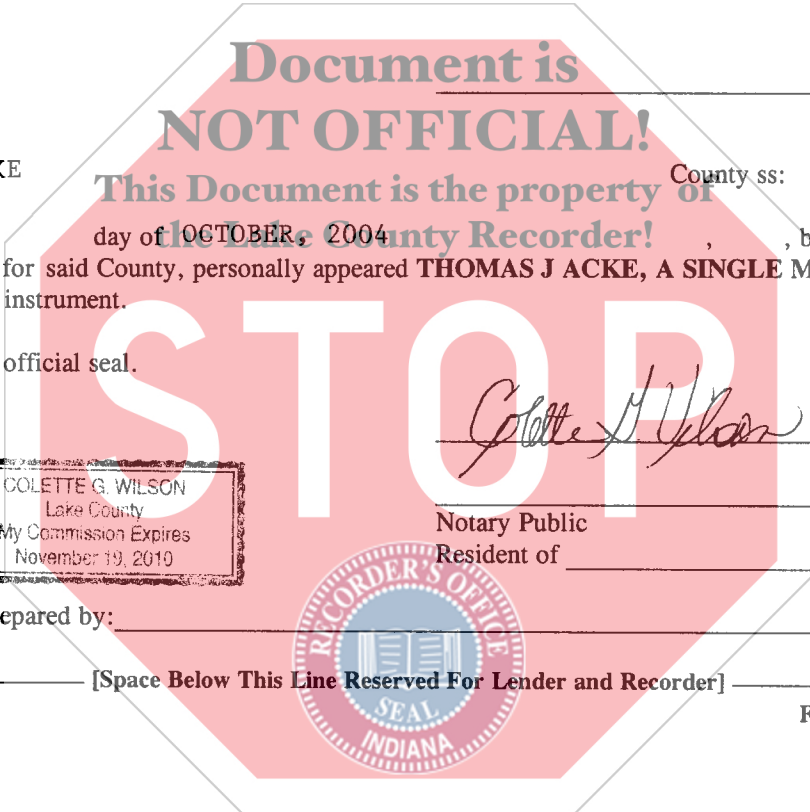 Document is
NOT OFFICIAL!
This Document is the property of
the Lake County Recorder!
KE County ss:
day of OCTOBER, 2004 , , b
for said County, personally appeared THOMAS J ACKE, A SINGLE M
instrument.
official seal.
STOP
Colette G Wilson
COLETTE G. WILSON
Lake County
My Commission Expires
November 19, 2010
Notary Public
Resident of
epared by:
RECORDER'S OFFICE
[Space Below This Line Reserved For Lender and Recorder]
F
SEAL
INDIANA